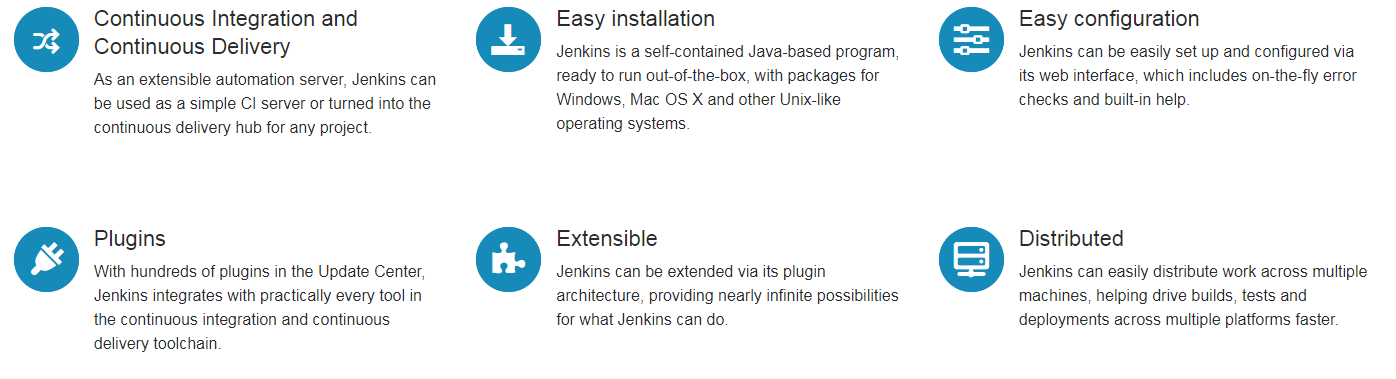 Continuous Integration and
Continuous Delivery
As an extensible automation server, Jenkins can
be used as a simple CI server or turned into the
continuous delivery hub for any project.
Easy installation
Jenkins is a self-contained Java-based program,
ready to run out-of-the-box, with packages for
Windows, Mac OS X and other Unix-like
operating systems.
Easy configuration
Jenkins can be easily set up and configured via
its web interface, which includes on-the-fly error
checks and built-in help.
Plugins
With hundreds of plugins in the Update Center,
Jenkins integrates with practically every tool in
the continuous integration and continuous
delivery toolchain.
Extensible
Jenkins can be extended via its plugin
architecture, providing nearly infinite possibilities
for what Jenkins can do.
Distributed
Jenkins can easily distribute work across multiple
machines, helping drive builds, tests and
deployments across multiple platforms faster.